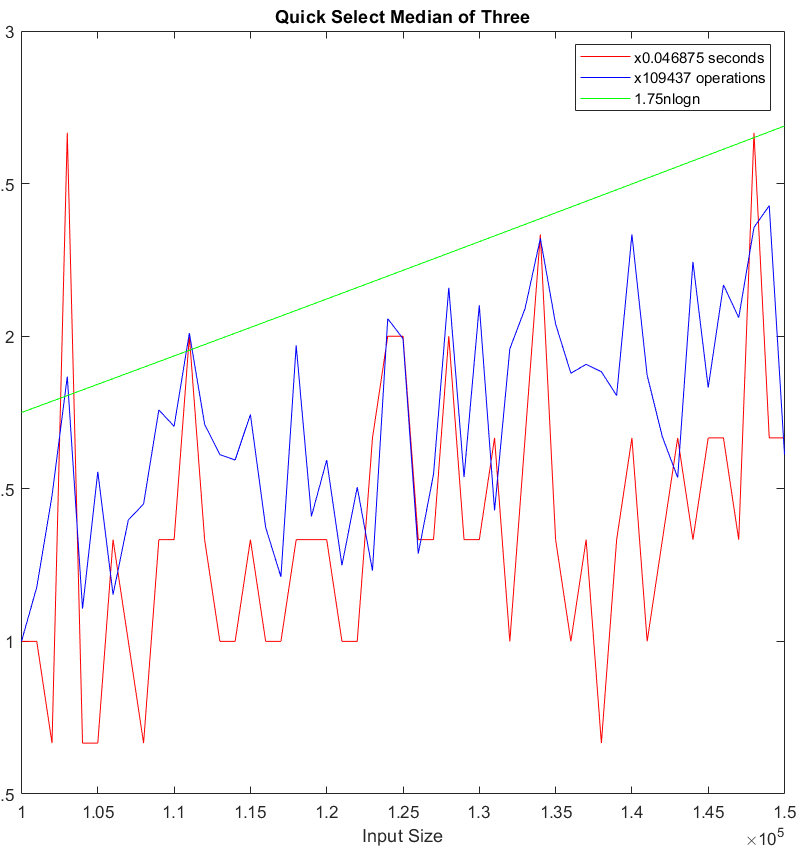 Quick Select Median of Three
3
x0.046875 seconds
x109437 operations
1.75nlogn
.5
2
.5
1
.5
1 1.05 1.1 1.15 1.2 1.25 1.3 1.35 1.4 1.45 1.5
Input Size
×10^5